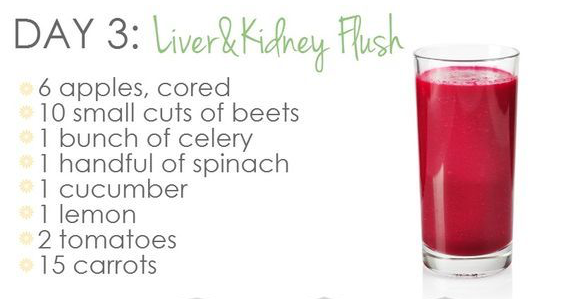 DAY 3: Liver&Kidney Flush
6 apples, cored
10 small cuts of beets
1 bunch of celery
1 handful of spinach
1 cucumber
1 lemon
2 tomatoes
15 carrots